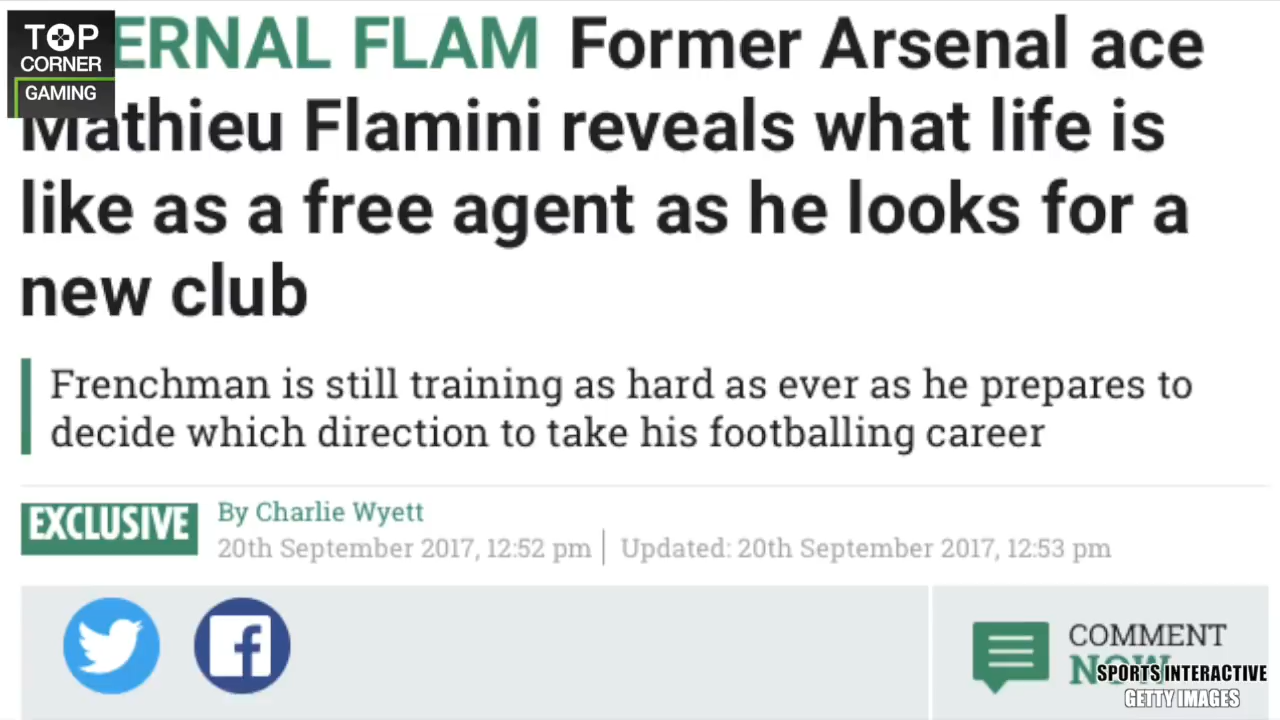 TOP
CORNER
GAMING
ERNAL FLAM Former Arsenal ace
Mathieu Flamini reveals what life is
like as a free agent as he looks for a
new club
Frenchman is still training as hard as ever as he prepares to
decide which direction to take his footballing career
EXCLUSIVE
By Charlie Wyett
20th September 2017, 12:52 pm | Updated: 20th September 2017, 12:53 pm
COMMENT
NOW
SPORTS INTERACTIVE
GETTY IMAGES